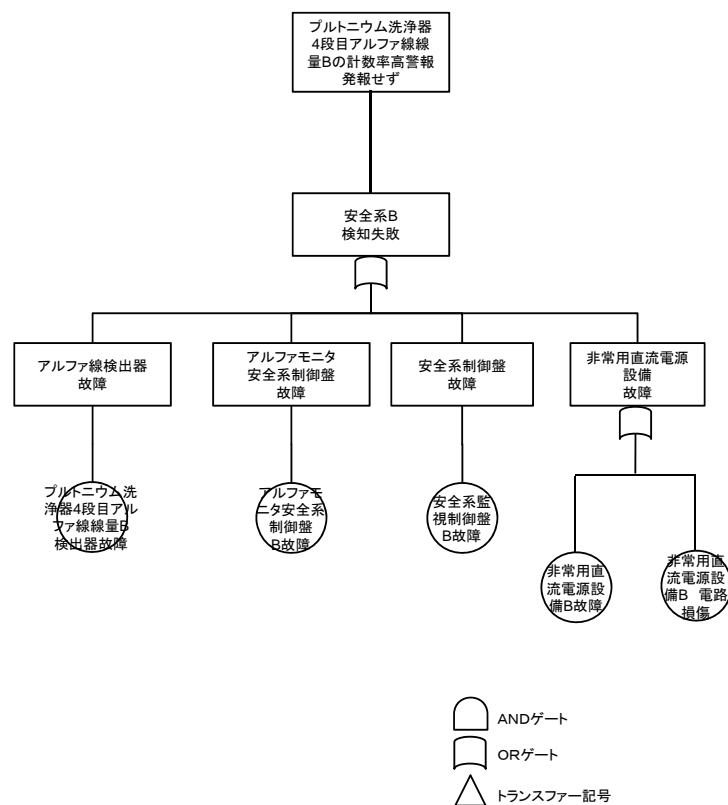 プルトニウム洗浄器
4段目アルファ線線
量Bの計数率高警報
発報せず
安全系B
検知失敗
アルファ線検出器
故障
アルファモニタ
安全系制御盤
故障
安全系制御盤
故障
非常用直流電源
設備
故障
プルトニウム洗
浄器4段目アル
ファ線線量B
検出器故障
アルファモ
ニタ安全系
制御盤
B故障
安全系監
視制御盤
B故障
非常用直
流電源設
備B故障
非常用直
流電源設
備B 電路
損傷
ANDゲート
ORゲート
トランスファー記号